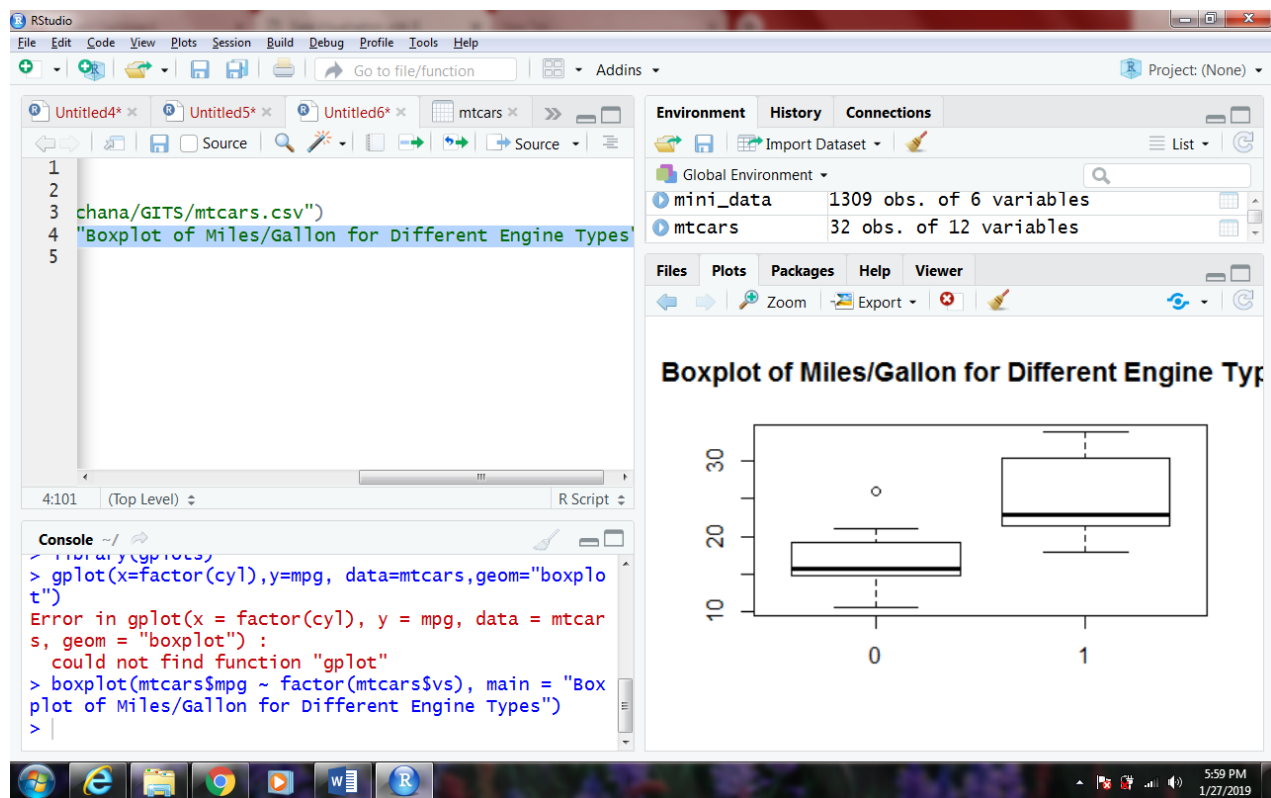 RStudio
File Edit Code View Plots Session Build Debug Profile Tools Help
Go to file/function
Addins
Project: (None)
Untitled4*
Untitled5*
Untitled6*
mtcars
Source
Source
1
2
3 chana/GITS/mtcars.csv")
4 "Boxplot of Miles/Gallon for Different Engine Types"
5
4:101 (Top Level)
R Script
Console ~/
> library(gplots)
> gplot(x=factor(cyl),y=mpg, data=mtcars,geom="boxplo
t")
Error in gplot(x = factor(cyl), y = mpg, data = mtcar
s, geom = "boxplot") :
could not find function "gplot"
> boxplot(mtcars$mpg ~ factor(mtcars$vs), main = "Box
plot of Miles/Gallon for Different Engine Types")
>
Environment History Connections
Import Dataset
List
Global Environment
mini_data 1309 obs. of 6 variables
mtcars 32 obs. of 12 variables
Files Plots Packages Help Viewer
Zoom Export
Boxplot of Miles/Gallon for Different Engine Typ
30
20
10
0 1
5:59 PM
1/27/2019